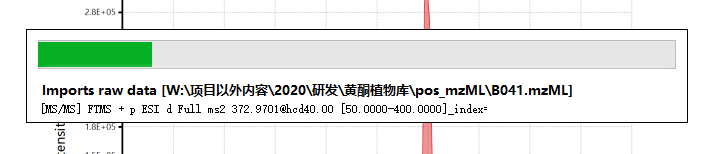 2.8E+05
Imports raw data [W:\项目以外内容\2020\研发\黄酮植物库\pos_mzML\B041.mzML]
[MS/MS] FTMS + p ESI d Full ms2 372.9701@hcd40.00 [50.0000-400.0000]_index=
1.8E+05